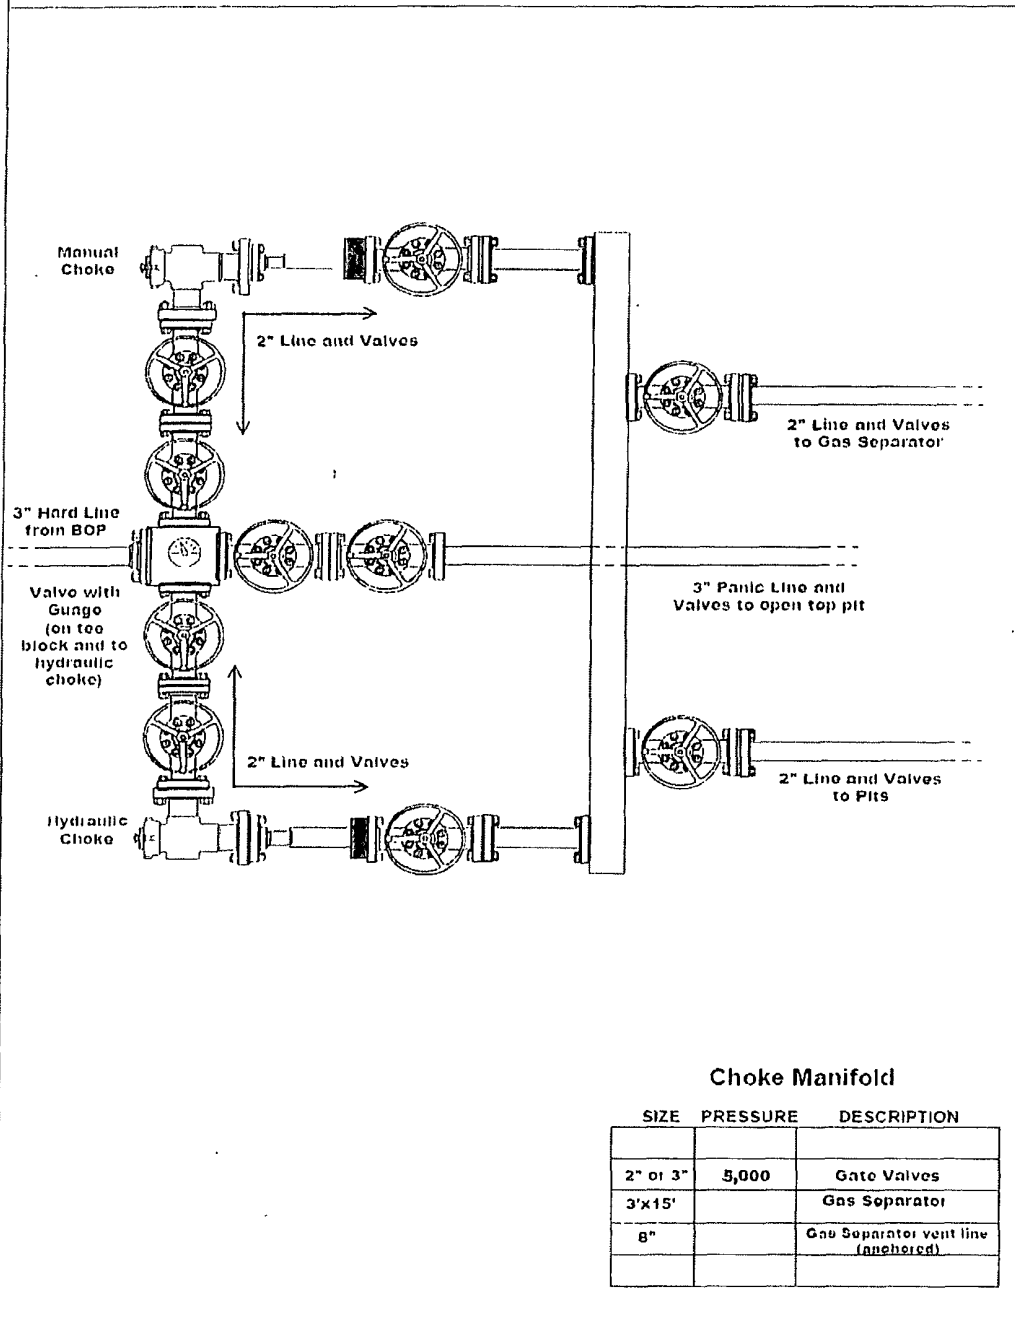 Manual
Choke
2" Line and Valves
2" Line and Valves
to Gas Separator
3" Hard Line
from BOP
3" Panic Line and
Valves to open top pit
Valve with
Guage
(on tee
block and to
hydraulic
choke)
2" Line and Valves
2" Line and Valves
to Pits
Hydraulic
Choke
Choke Manifold
SIZE PRESSURE DESCRIPTION
2" or 3" 5,000 Gate Valves
3'x15' Gas Separator
8" Gas Separator vent line
(anchored)